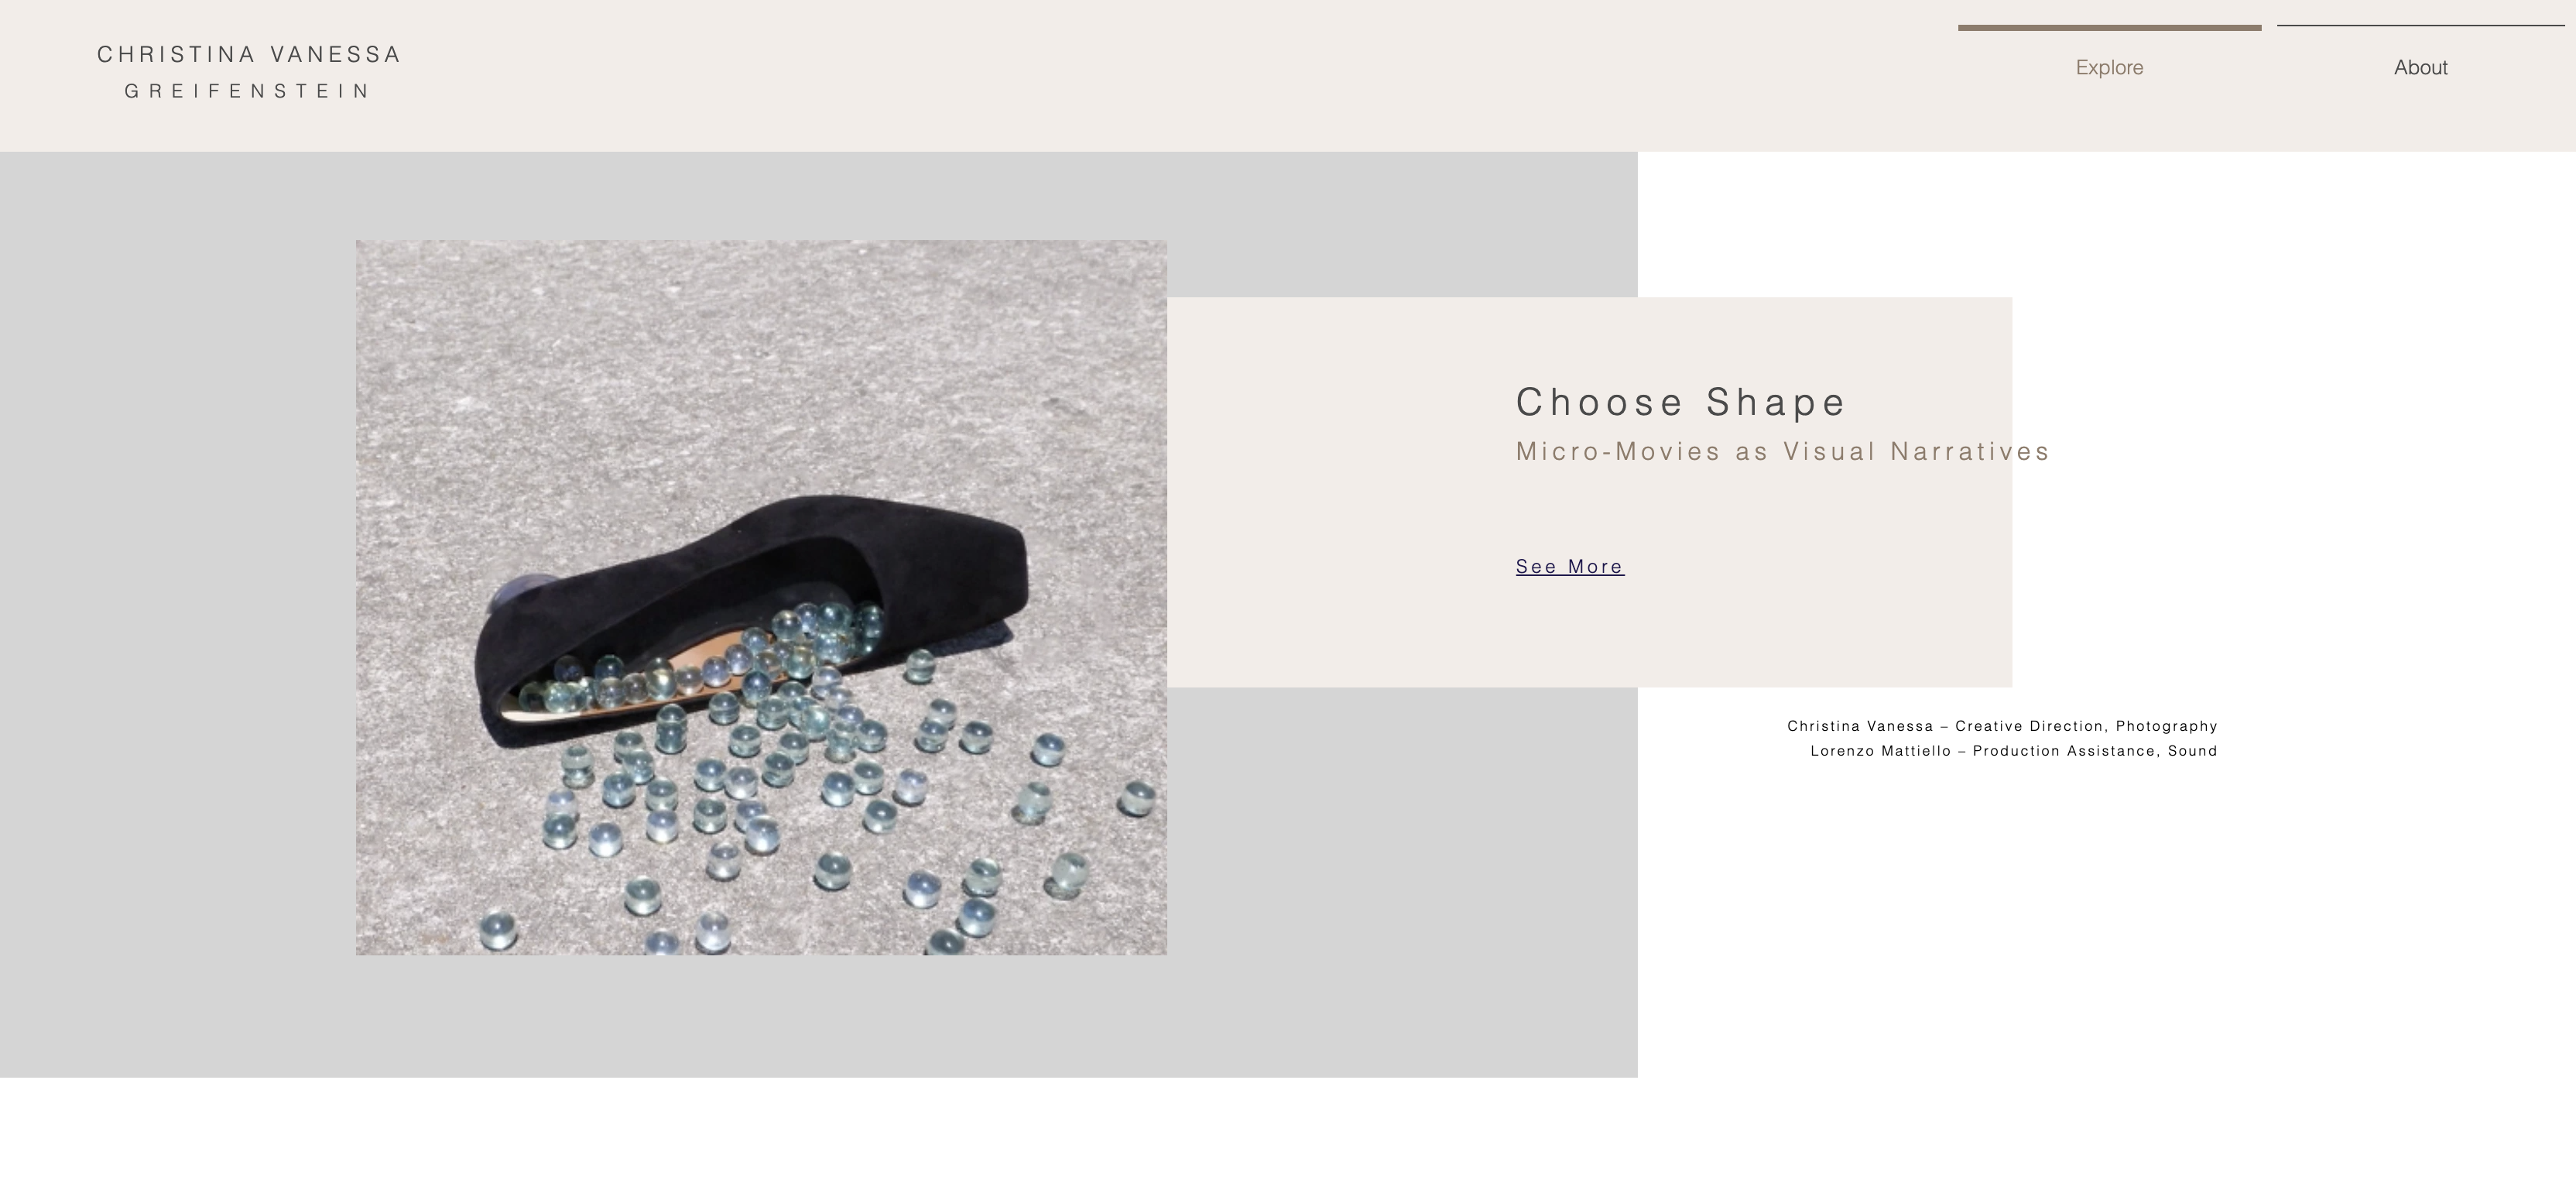 CHRISTINA VANESSA
GREIFENSTEIN
Explore
About
Choose Shape
Micro-Movies as Visual Narratives
See More
Christina Vanessa – Creative Direction, Photography
Lorenzo Mattiello – Production Assistance, Sound